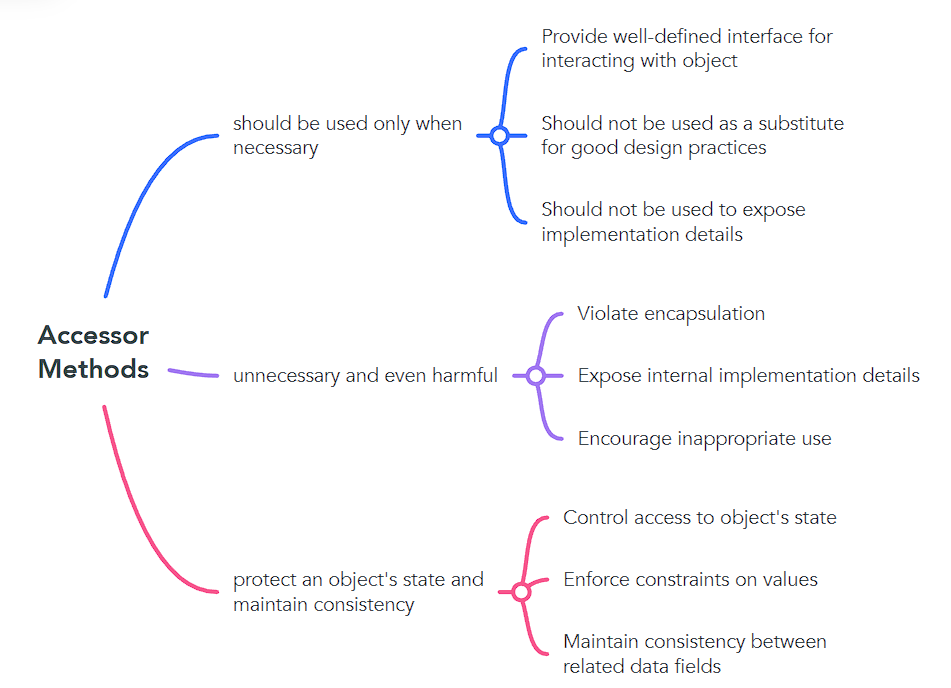 Accessor
Methods
should be used only when
necessary
Provide well-defined interface for
interacting with object
Should not be used as a substitute
for good design practices
Should not be used to expose
implementation details
unnecessary and even harmful
Violate encapsulation
Expose internal implementation details
Encourage inappropriate use
protect an object's state and
maintain consistency
Control access to object's state
Enforce constraints on values
Maintain consistency between
related data fields